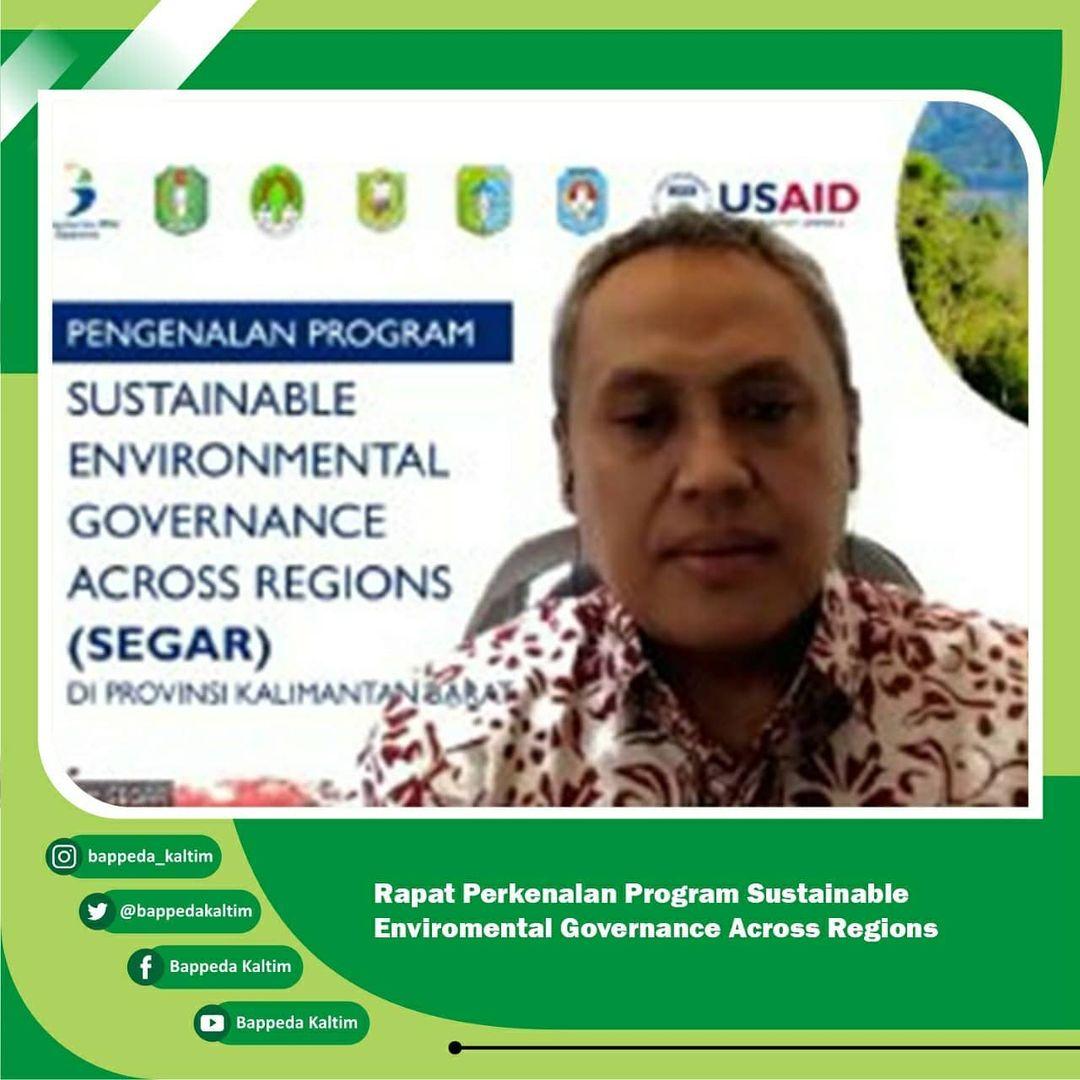 USAID
PENGENALAN PROGRAM
SUSTAINABLE
ENVIRONMENTAL
GOVERNANCE
ACROSS REGIONS
(SEGAR)
DI PROVINSI KALIMANTAN BARAT
bappeda_kaltim
@bappedakaltim
Bappeda Kaltim
Bappeda Kaltim
Rapat Perkenalan Program Sustainable
Enviromental Governance Across Regions